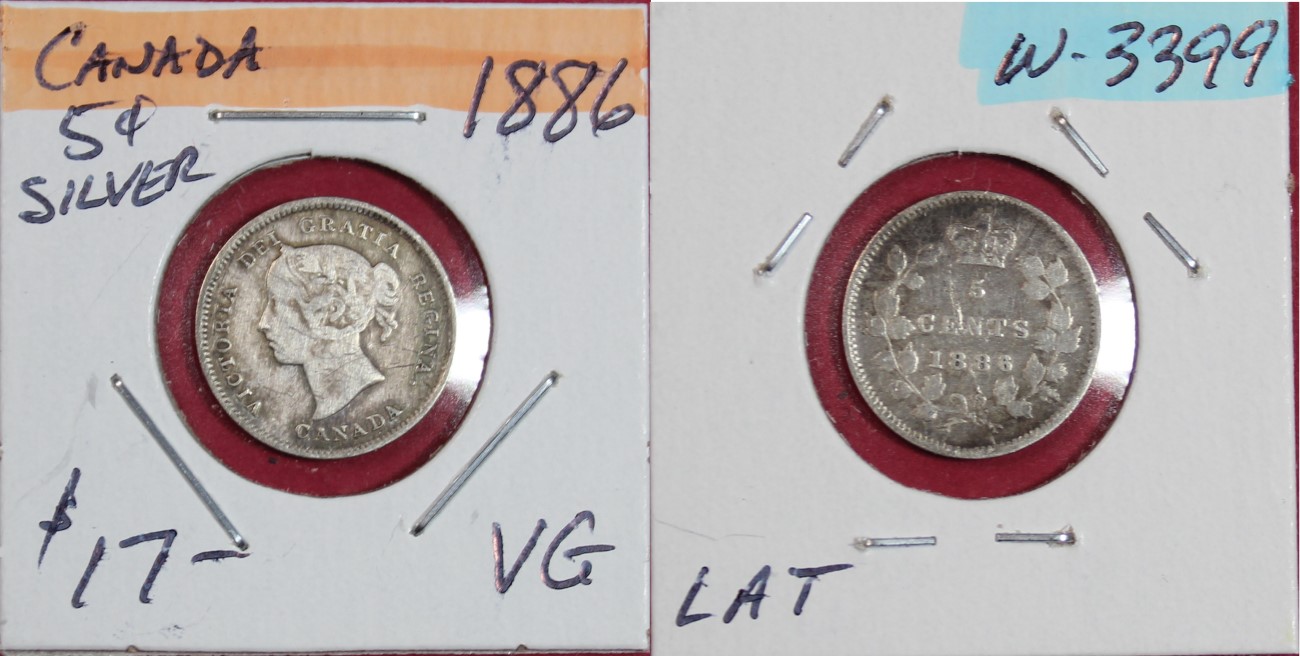 CANADA
5¢
1886
SILVER
VICTORIA DEI GRATIA REGINA.
CANADA
$17-
VG
W-3399
5
CENTS
1886
LAT